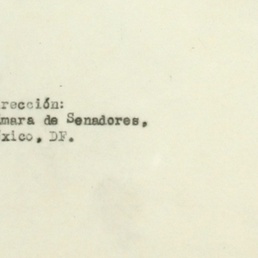 rección:
mara de Senadores,
xico, DF.